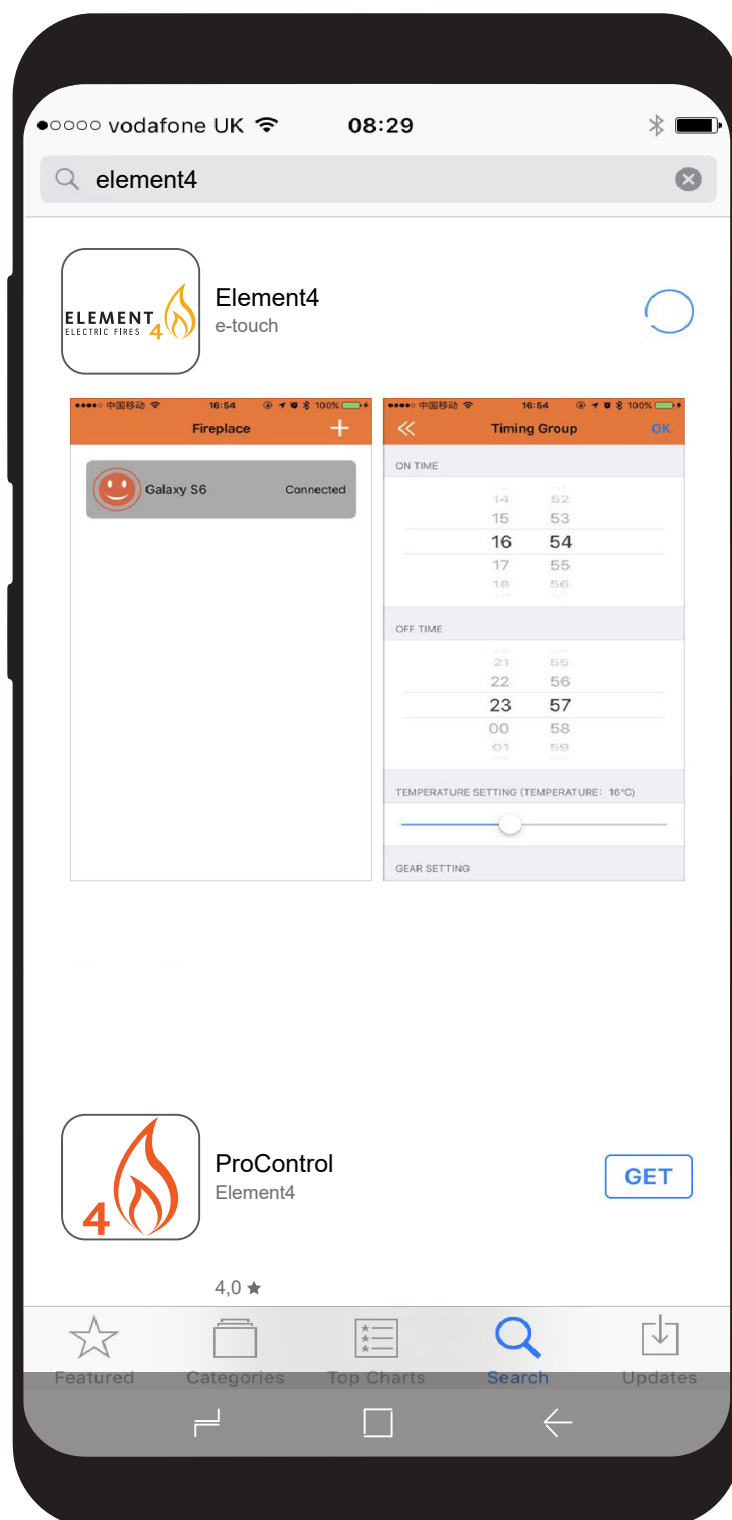 vodafone UK 08:29
element4
ELEMENT 4
ELECTRIC FIRES
Element4
e-touch
中国移动 16:54 100%
Fireplace +
Galaxy S6 Connected
中国移动 16:54 100%
Timing Group OK
ON TIME
14 52
15 53
16 54
17 55
18 56
OFF TIME
21 55
22 56
23 57
00 58
01 59
TEMPERATURE SETTING (TEMPERATURE: 16°C)
GEAR SETTING
4
ProControl
Element4
GET
4,0 ★
Featured Categories Top Charts Search Updates